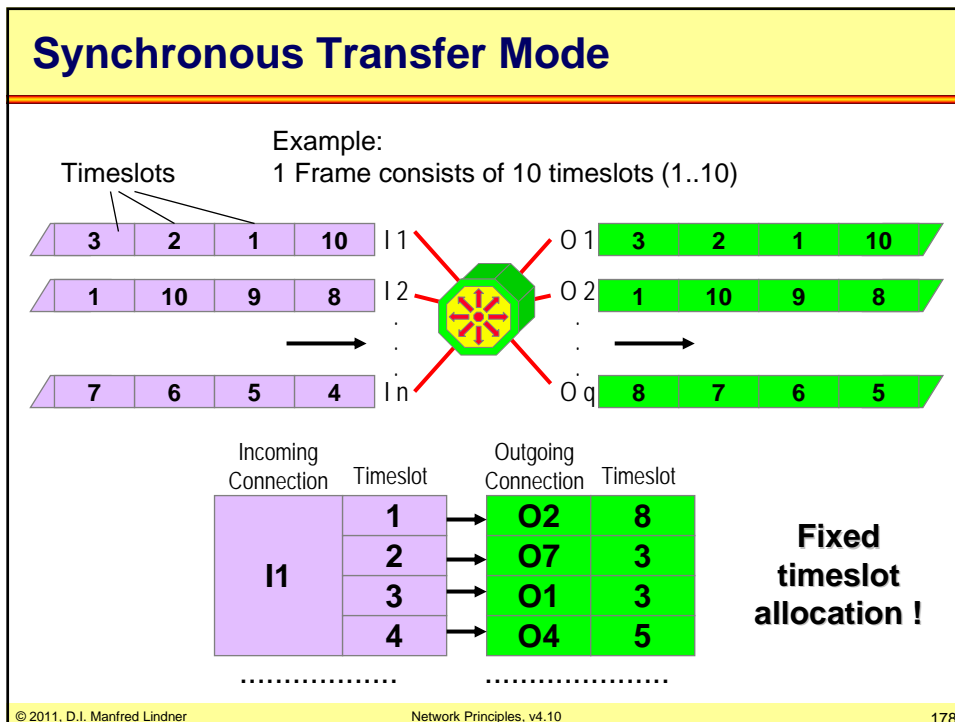 Synchronous Transfer Mode
Example:
Timeslots
1 Frame consists of 10 timeslots (1..10)
3 2 1 10 I 1 O 1 3 2 1 10
1 10 9 8 I 2 O 2 1 10 9 8
. .
. .
. .
7 6 5 4 I n O q 8 7 6 5
Incoming Outgoing
Connection Timeslot Connection Timeslot
1 O2 8
2 O7 3
I1
3 O1 3
4 O4 5
Fixed
timeslot
allocation !
.................. .....................
© 2011, D.I. Manfred Lindner Network Principles, v4.10 178